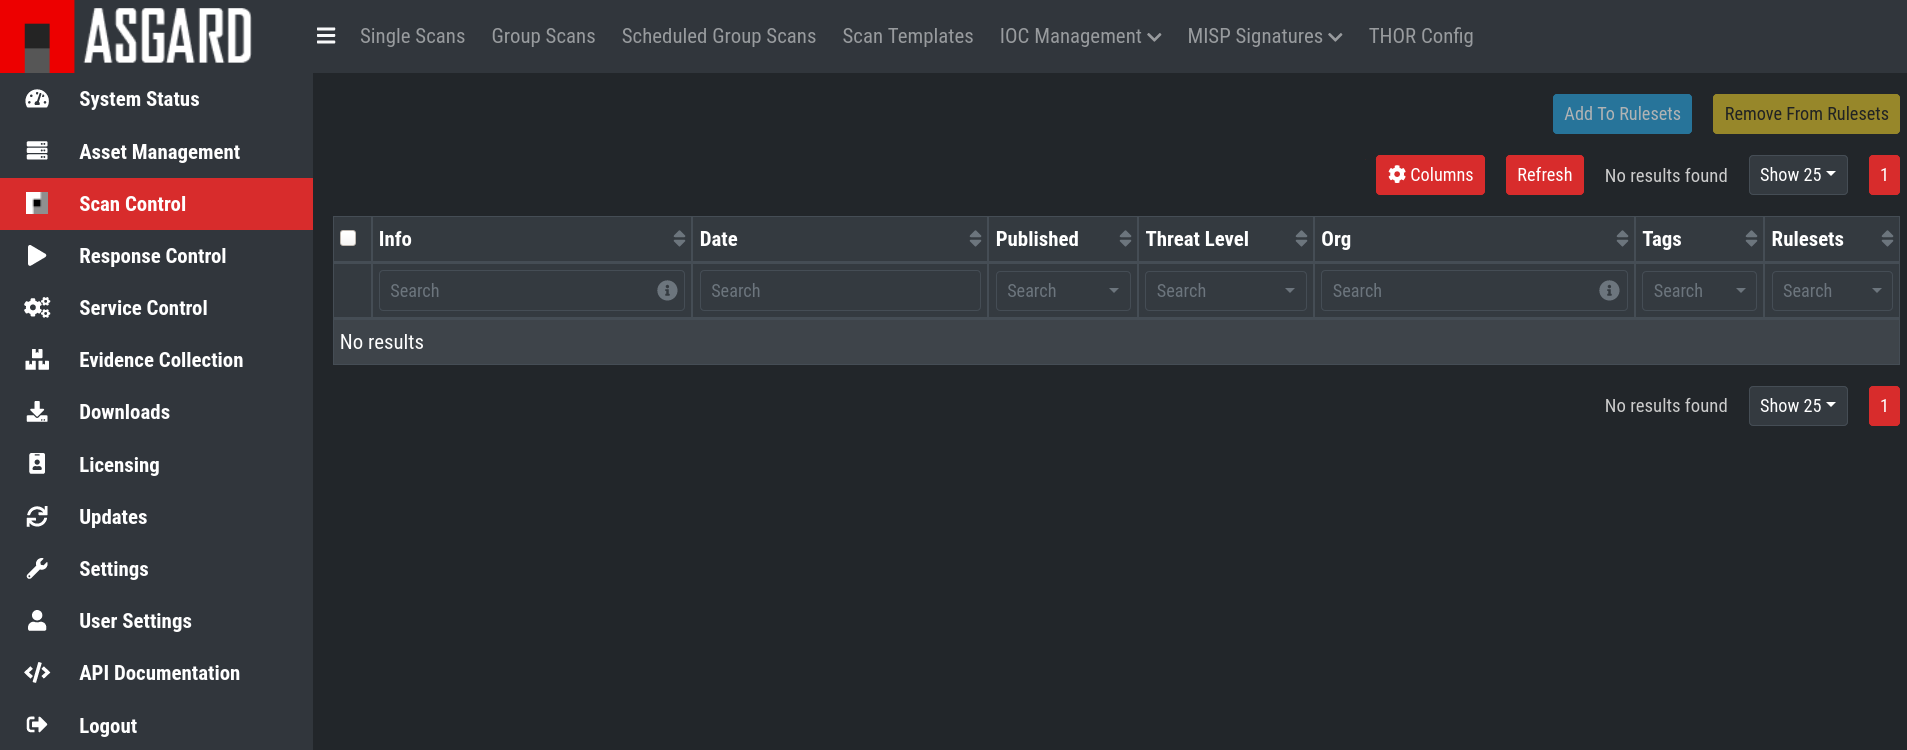 ASGARD
Single Scans Group Scans Scheduled Group Scans Scan Templates IOC Management MISP Signatures THOR Config
System Status
Asset Management
Scan Control
Response Control
Service Control
Evidence Collection
Downloads
Licensing
Updates
Settings
User Settings
API Documentation
Logout
Add To Rulesets Remove From Rulesets
Columns Refresh No results found Show 25 1
Info Date Published Threat Level Org Tags Rulesets
Search Search Search Search Search Search Search
No results
No results found Show 25 1